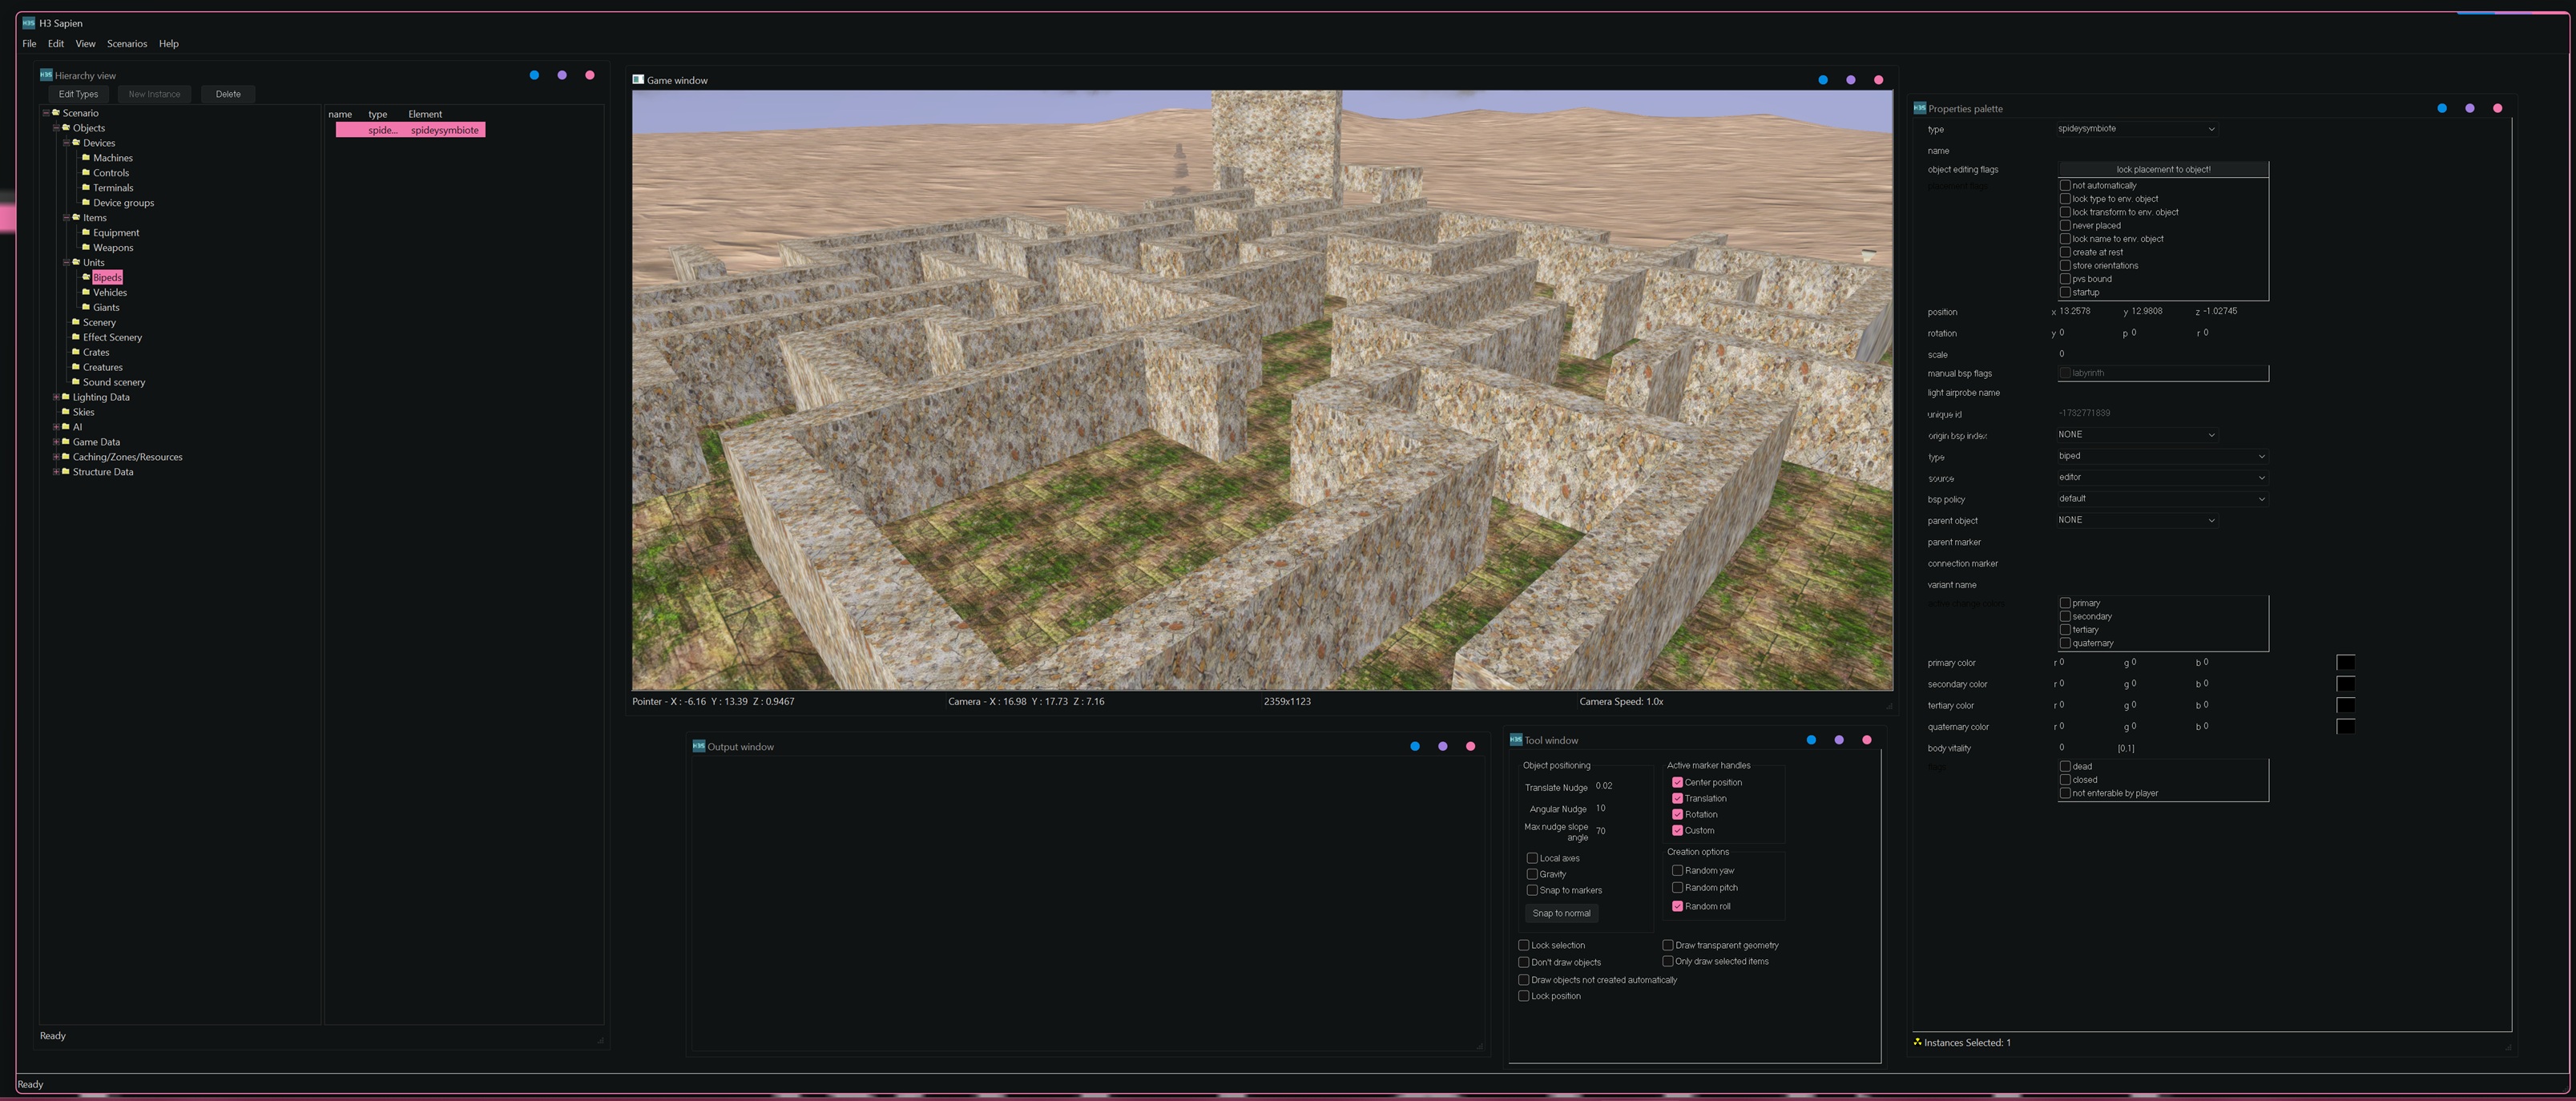 H3S H3 Sapien
File Edit View Scenarios Help
H3S Hierarchy view
Edit Types New Instance Delete
Scenario
Objects
Devices
Machines
Controls
Terminals
Device groups
Items
Equipment
Weapons
Units
Bipeds
Vehicles
Giants
Scenery
Effect Scenery
Crates
Creatures
Sound scenery
Lighting Data
Skies
AI
Game Data
Caching/Zones/Resources
Structure Data
name type Element
spide... spideysymbiote
Ready
Game window
Pointer - X : -6.16 Y : 13.39 Z : 0.9467 Camera - X : 16.98 Y : 17.73 Z : 7.16 2359x1123 Camera Speed: 1.0x
H3S Output window
H3S Tool window
Object positioning
Translate Nudge 0.02
Angular Nudge 10
Max nudge slope
angle 70
Local axes
Gravity
Snap to markers
Snap to normal
Active marker handles
Center position
Translation
Rotation
Custom
Creation options
Random yaw
Random pitch
Random roll
Lock selection
Don't draw objects
Draw objects not created automatically
Lock position
Draw transparent geometry
Only draw selected items
H3S Properties palette
type spideysymbiote
name
object editing flags lock placement to object!
placement flags not automatically
lock type to env. object
lock transform to env. object
never placed
lock name to env. object
create at rest
store orientations
pvs bound
startup
position x 13.2578 y 12.9808 z -1.02745
rotation y 0 p 0 r 0
scale 0
manual bsp flags labyrinth
light airprobe name
unique id -1732771839
origin bsp index NONE
type biped
source editor
bsp policy default
parent object NONE
parent marker
connection marker
variant name
active change colors primary
secondary
tertiary
quaternary
primary color r 0 g 0 b 0
secondary color r 0 g 0 b 0
tertiary color r 0 g 0 b 0
quaternary color r 0 g 0 b 0
body vitality 0 [0,1]
flags dead
closed
not enterable by player
Instances Selected: 1
Ready